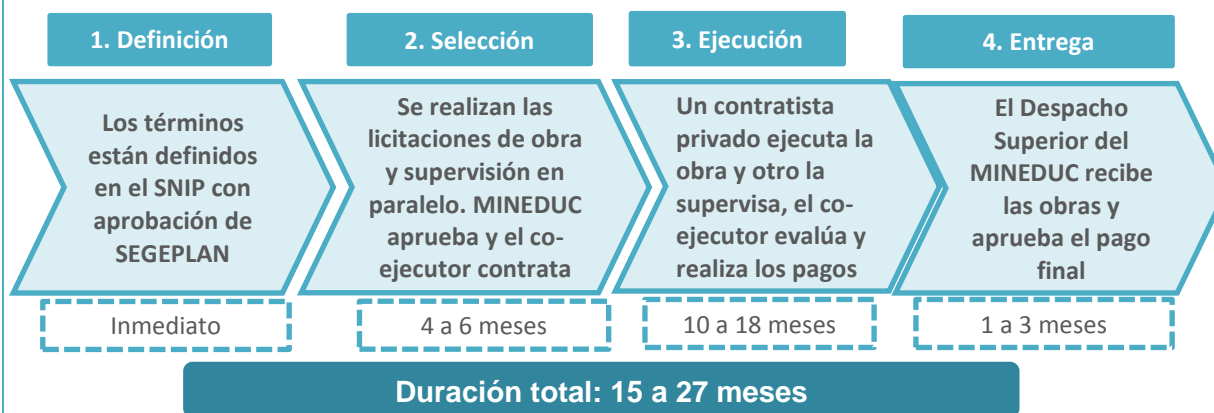 1. Definición
2. Selección
3. Ejecución
4. Entrega
Los términos
están definidos
en el SNIP con
aprobación de
SEGEPLAN
Se realizan las
licitaciones de obra
y supervisión en
paralelo. MINEDUC
aprueba y el co-
ejecutor contrata
Un contratista
privado ejecuta la
obra y otro la
supervisa, el co-
ejecutor evalúa y
realiza los pagos
El Despacho
Superior del
MINEDUC recibe
las obras y
aprueba el pago
final
Inmediato
4 a 6 meses
10 a 18 meses
1 a 3 meses
Duración total: 15 a 27 meses